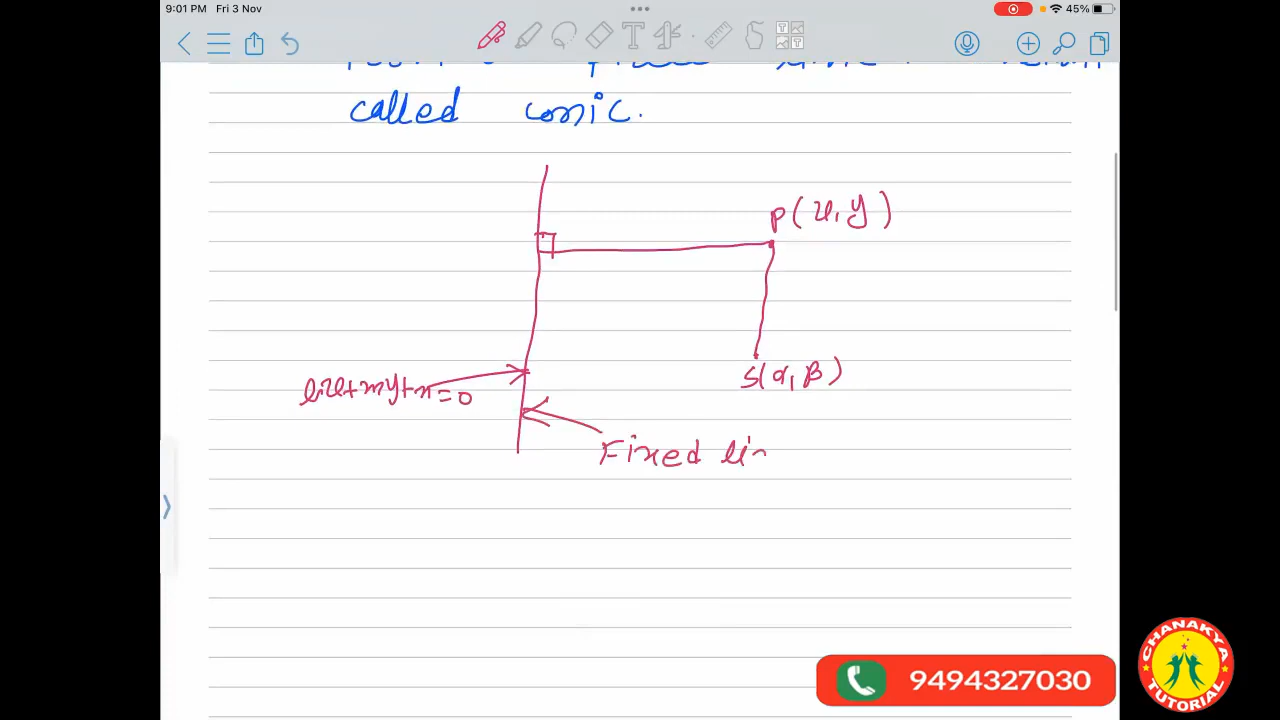 9:01 PM Fri 3 Nov
45%
called conic.
P(x, y)
S(α, β)
lx+my+n=0
Fixed lin
9494327030
CHANAKYA
TUTORIAL